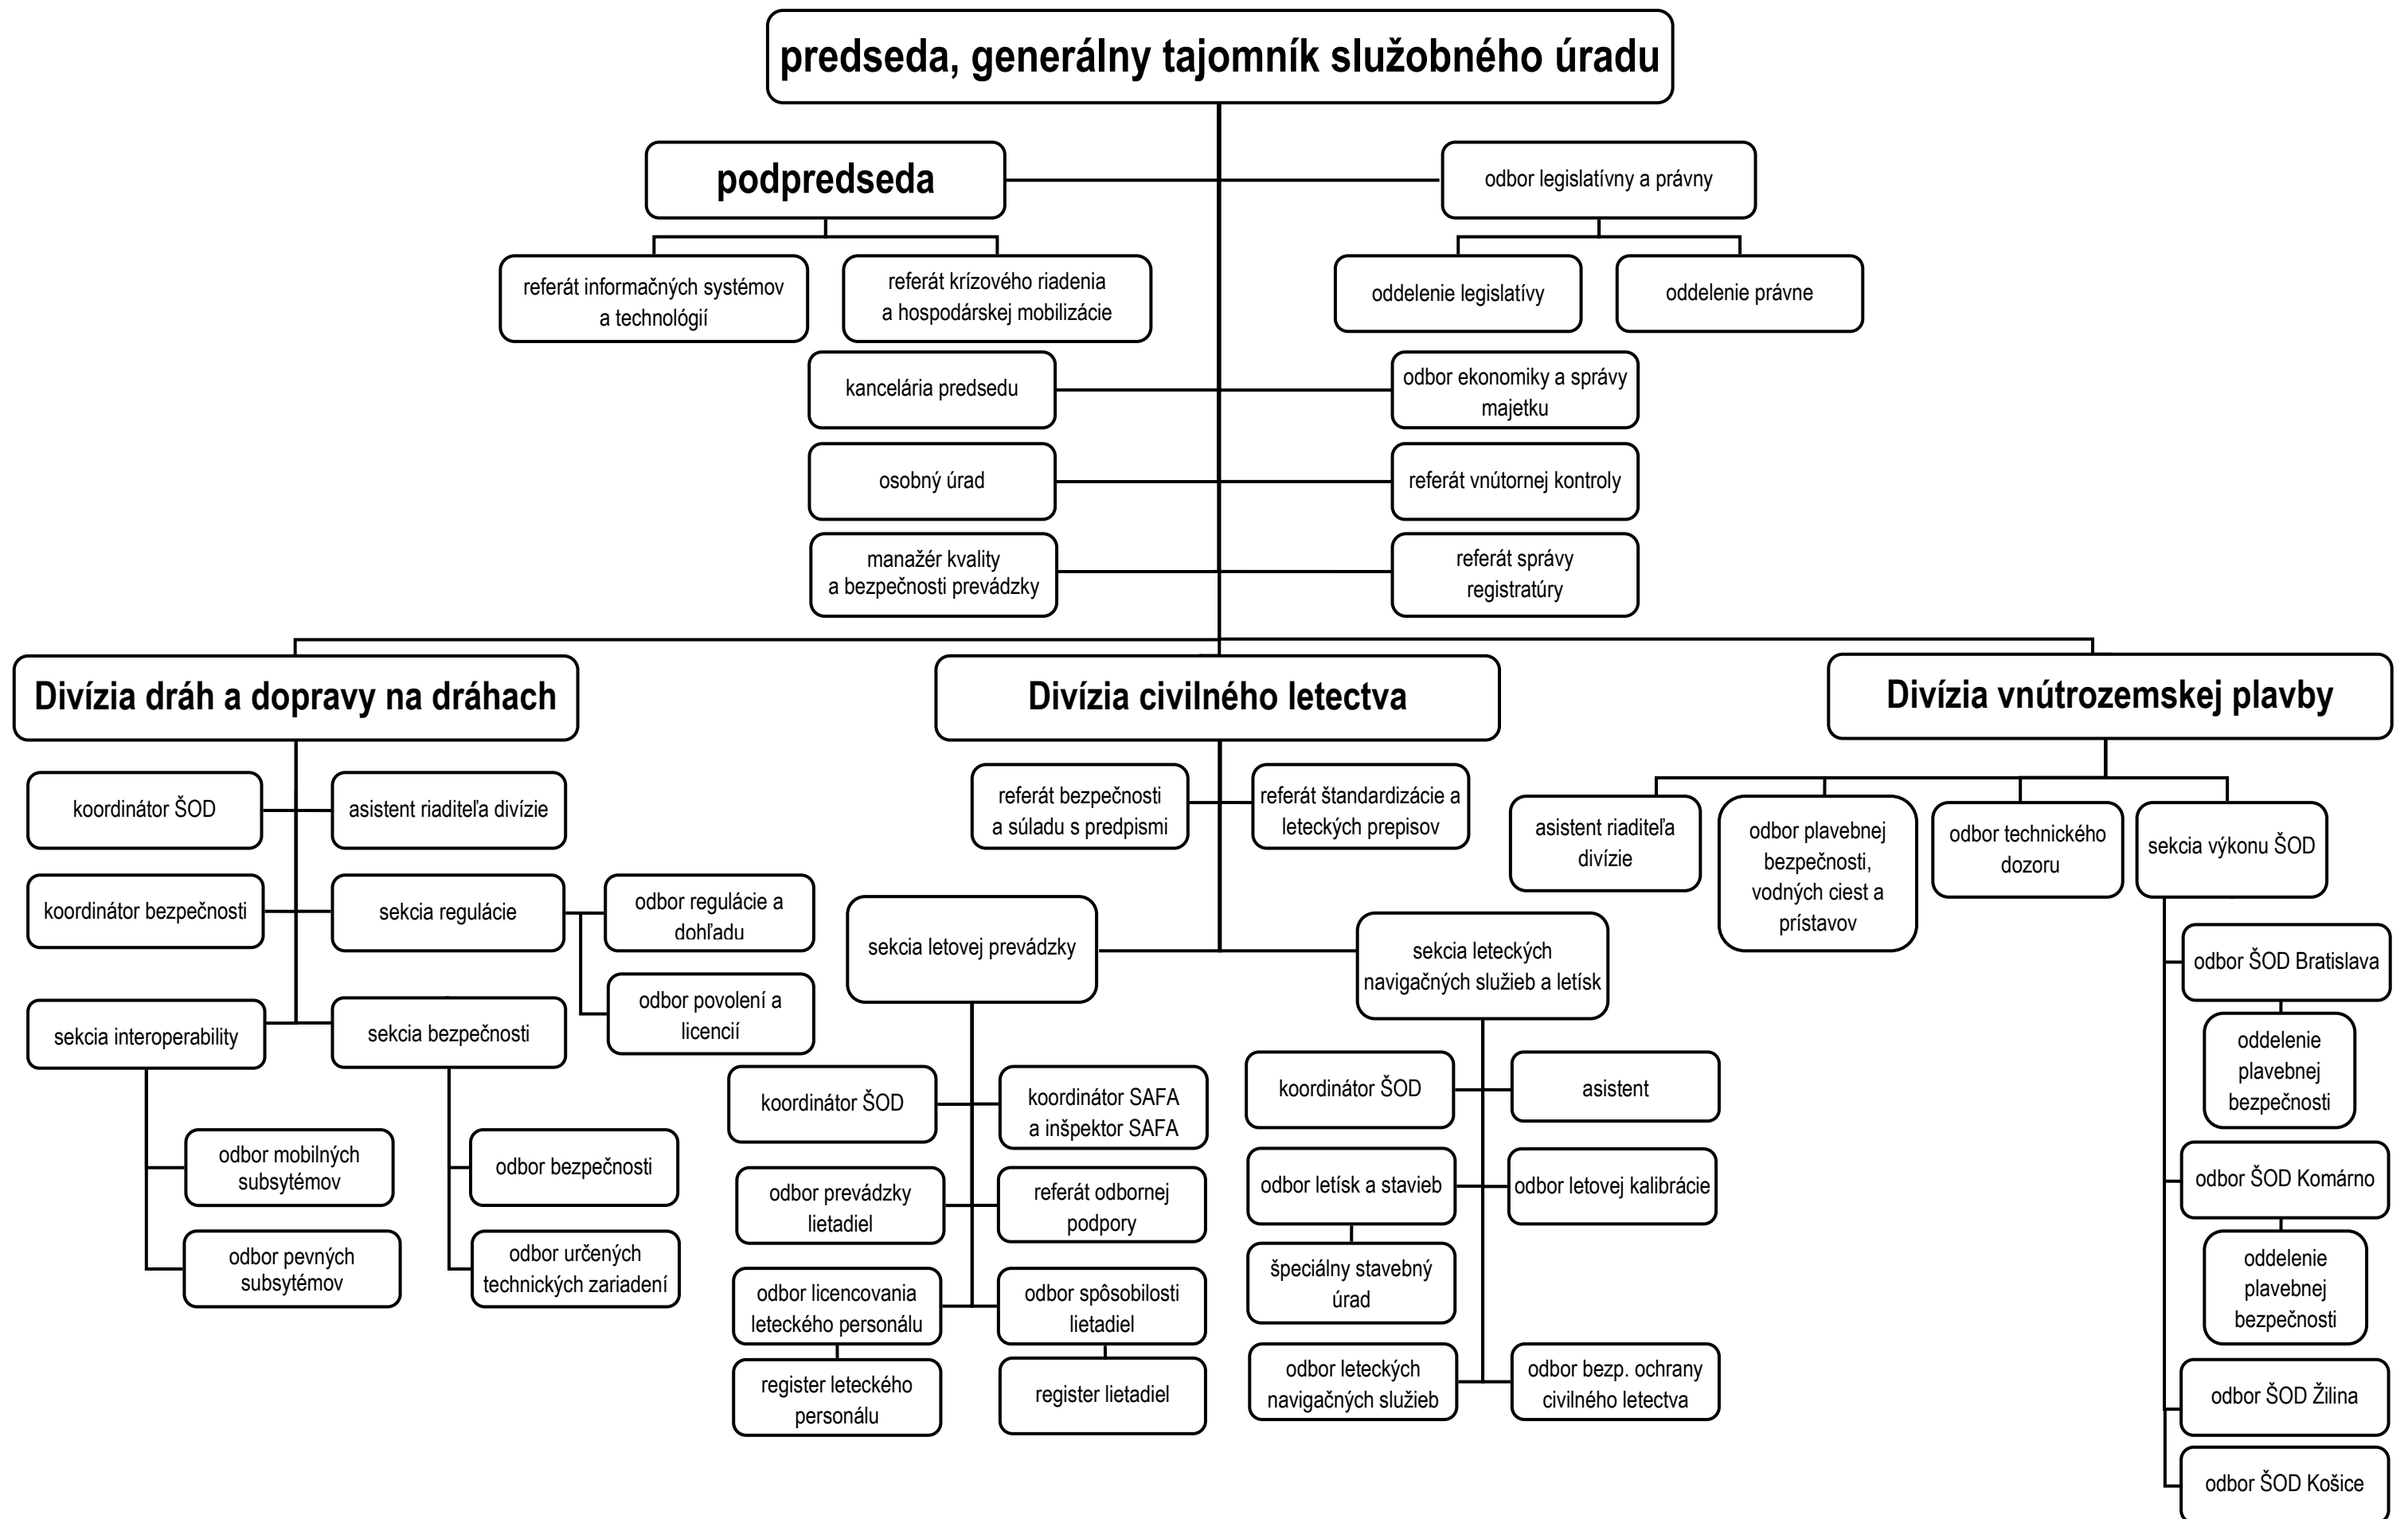 predseda, generálny tajomník služobného úradu
podpredseda
odbor legislatívny a právny
referát informačných systémov
a technológií
referát krízového riadenia
a hospodárskej mobilizácie
oddelenie legislatívy
oddelenie právne
kancelária predsedu
odbor ekonomiky a správy
majetku
osobný úrad
referát vnútornej kontroly
manažér kvality
a bezpečnosti prevádzky
referát správy
registratúry
Divízia dráh a dopravy na dráhach
Divízia civilného letectva
Divízia vnútrozemskej plavby
koordinátor ŠOD
asistent riaditeľa divízie
koordinátor bezpečnosti
sekcia regulácie
odbor regulácie a
dohľadu
odbor povolení a
licencií
sekcia interoperability
sekcia bezpečnosti
odbor mobilných
subsytémov
odbor pevných
subsytémov
odbor bezpečnosti
odbor určených
technických zariadení
referát bezpečnosti
a súladu s predpismi
referát štandardizácie a
leteckých prepisov
sekcia letovej prevádzky
sekcia leteckých
navigačných služieb a letísk
koordinátor ŠOD
koordinátor SAFA
a inšpektor SAFA
odbor prevádzky
lietadiel
referát odbornej
podpory
odbor licencovania
leteckého personálu
odbor spôsobilosti
lietadiel
register leteckého
personálu
register lietadiel
koordinátor ŠOD
asistent
odbor letísk a stavieb
odbor letovej kalibrácie
špeciálny stavebný
úrad
odbor leteckých
navigačných služieb
odbor bezp. ochrany
civilného letectva
asistent riaditeľa
divízie
odbor plavebnej
bezpečnosti,
vodných ciest a
prístavov
odbor technického
dozoru
sekcia výkonu ŠOD
odbor ŠOD Bratislava
oddelenie
plavebnej
bezpečnosti
odbor ŠOD Komárno
oddelenie
plavebnej
bezpečnosti
odbor ŠOD Žilina
odbor ŠOD Košice